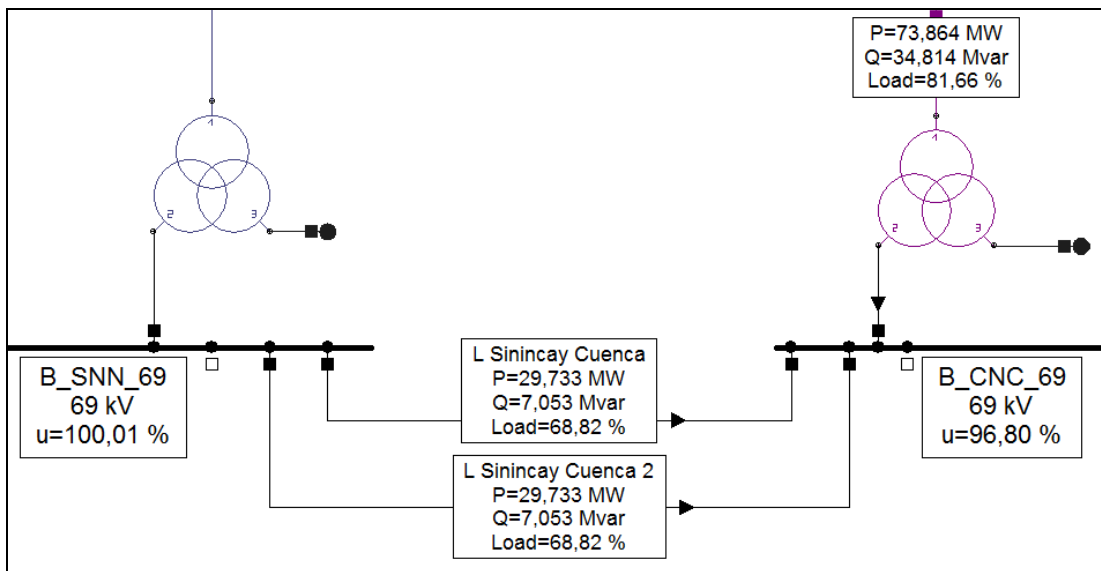 P=73,864 MW
Q=34,814 Mvar
Load=81,66 %
1
2
3
1
2
3
B_SNN_69
69 kV
u=100,01 %
L Sinincay Cuenca
P=29,733 MW
Q=7,053 Mvar
Load=68,82 %
B_CNC_69
69 kV
u=96,80 %
L Sinincay Cuenca 2
P=29,733 MW
Q=7,053 Mvar
Load=68,82 %